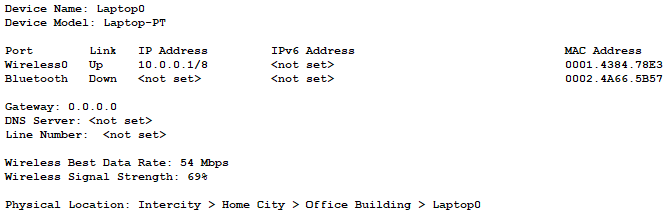 Device Name: Laptop0
Device Model: Laptop-PT
Port Link IP Address IPv6 Address MAC Address
Wireless0 Up 10.0.0.1/8 <not set> 0001.4384.78E3
Bluetooth Down <not set> <not set> 0002.4A66.5B57
Gateway: 0.0.0.0
DNS Server: <not set>
Line Number: <not set>
Wireless Best Data Rate: 54 Mbps
Wireless Signal Strength: 69%
Physical Location: Intercity > Home City > Office Building > Laptop0